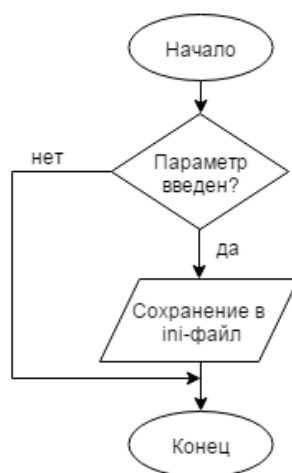 Начало
нет
Параметр
введен?
да
Сохранение в
ini-файл
Конец